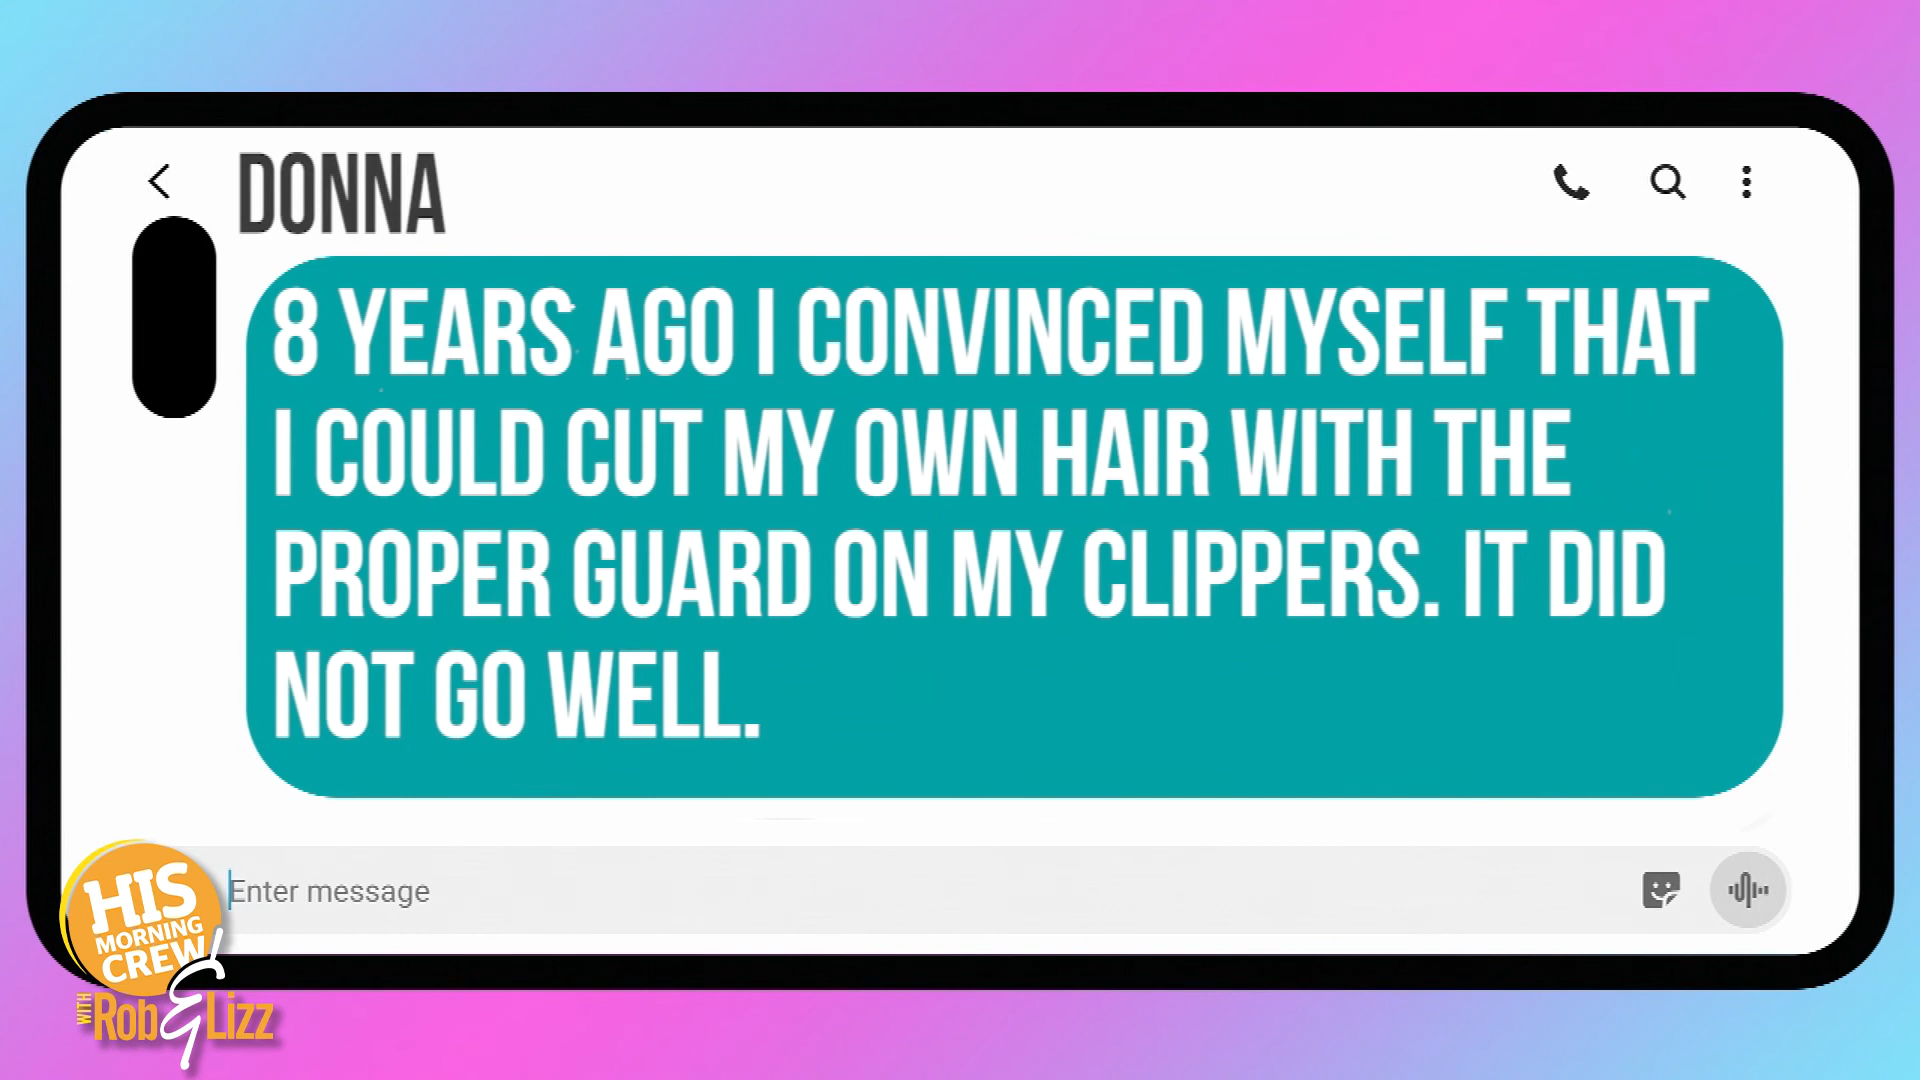 DONNA
8 YEARS AGO I CONVINCED MYSELF THAT
I COULD CUT MY OWN HAIR WITH THE
PROPER GUARD ON MY CLIPPERS. IT DID
NOT GO WELL.
Enter message
HIS
MORNING
CREW
WITH Rob & Lizz